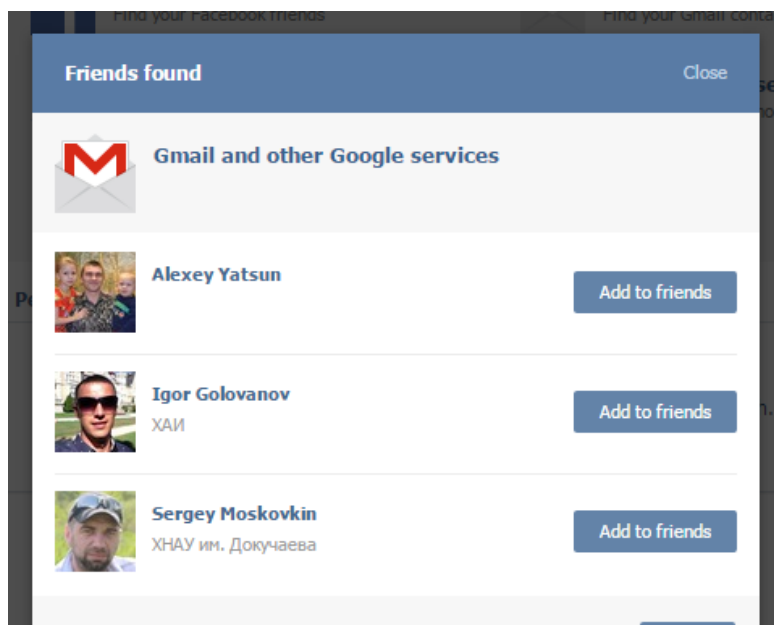 Find your Facebook friends
Find your Gmail conta
Friends found
Close
Gmail and other Google services
Alexey Yatsun
Add to friends
Igor Golovanov
ХАИ
Add to friends
Sergey Moskovkin
ХНАУ им. Докучаева
Add to friends